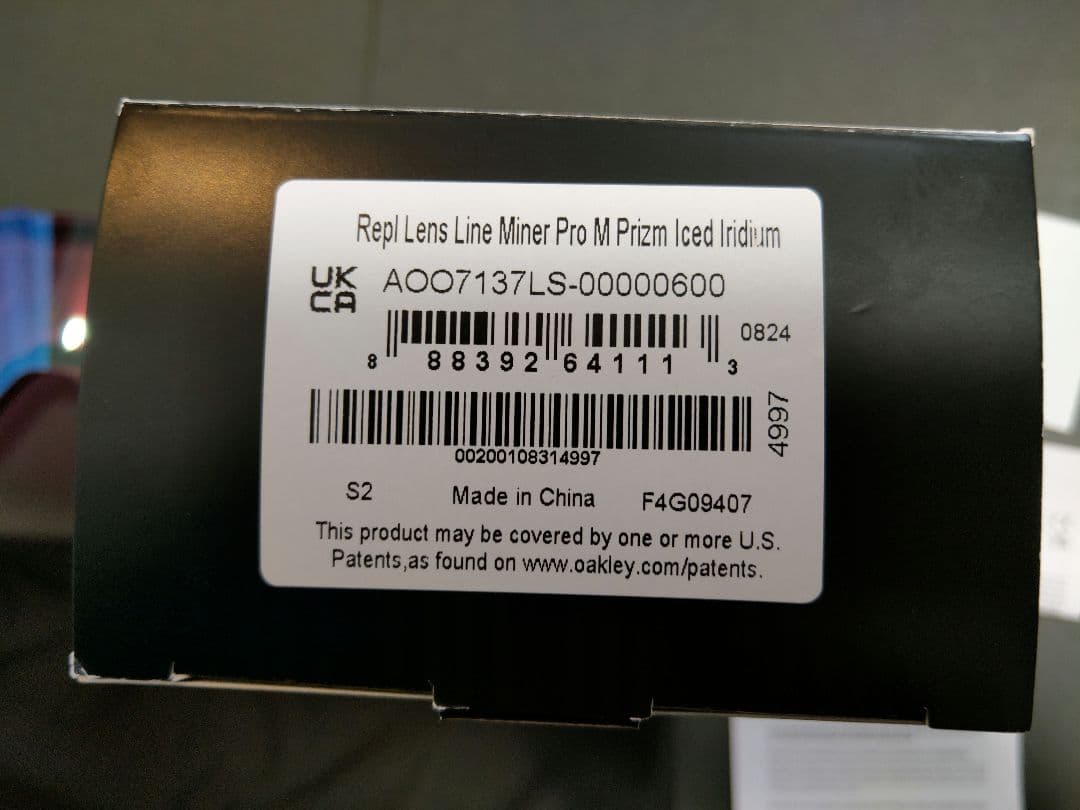 Repl Lens Line Miner Pro M Prizm Iced Iridium
UK
CA
AOO7137LS-00000600
0824
8 88392 64111 3
4997
00200108314997
S2 Made in China F4G09407
This product may be covered by one or more U.S.
Patents,as found on www.oakley.com/patents.